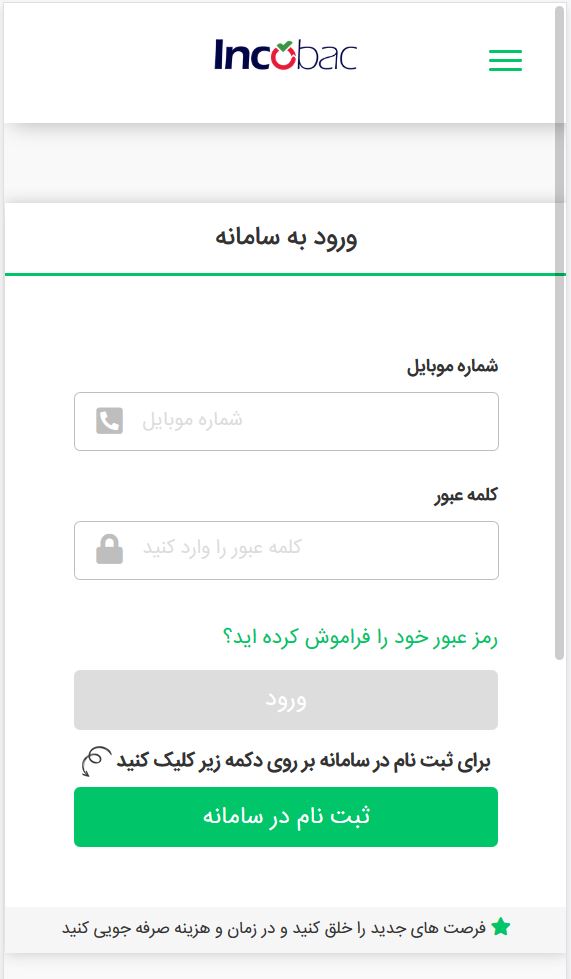 Incobac
ورود به سامانه
شماره موبایل
شماره موبایل
کلمه عبور
کلمه عبور را وارد کنید
رمز عبور خود را فراموش کرده اید؟
ورود
برای ثبت نام در سامانه بر روی دکمه زیر کلیک کنید
ثبت نام در سامانه
فرصت های جدید را خلق کنید و در زمان و هزینه صرفه جویی کنید